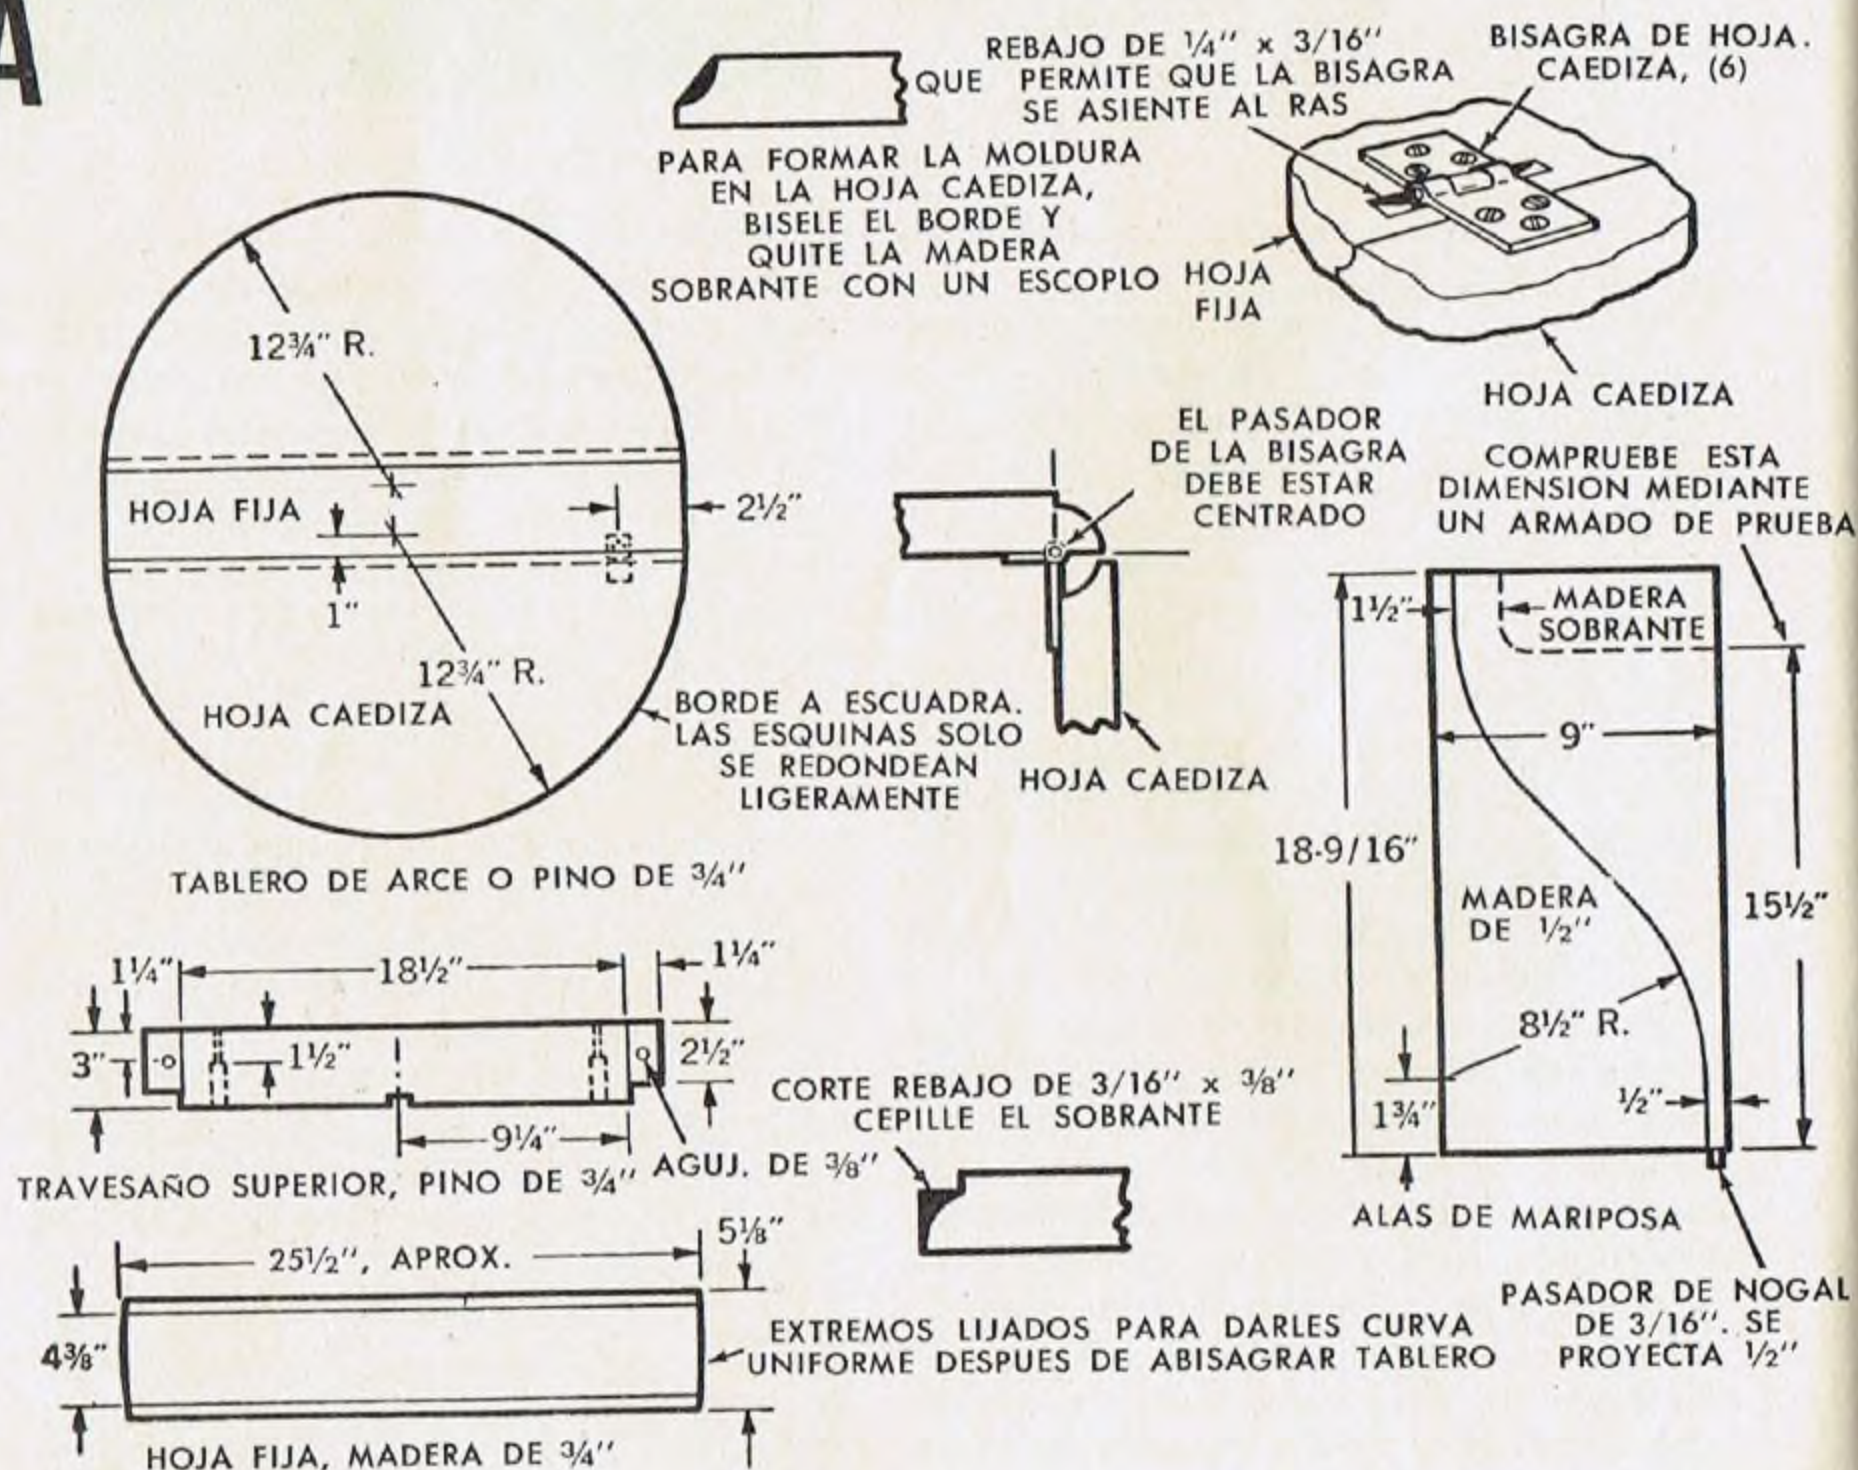 A
REBAJO DE 1/4" x 3/16"
QUE PERMITE QUE LA BISAGRA
SE ASIENTE AL RAS
BISAGRA DE HOJA.
CAEDIZA, (6)
PARA FORMAR LA MOLDURA
EN LA HOJA CAEDIZA,
BISELE EL BORDE Y
QUITE LA MADERA
SOBRANTE CON UN ESCOPLO
HOJA
FIJA
HOJA CAEDIZA
12¾" R.
HOJA FIJA
2½"
1"
12¾" R.
HOJA CAEDIZA
BORDE A ESCUADRA.
LAS ESQUINAS SOLO
SE REDONDEAN
LIGERAMENTE
TABLERO DE ARCE O PINO DE ¾"
EL PASADOR
DE LA BISAGRA
DEBE ESTAR
CENTRADO
HOJA CAEDIZA
COMPRUEBE ESTA
DIMENSION MEDIANTE
UN ARMADO DE PRUEBA
1½"
MADERA
SOBRANTE
9"
18-9/16"
MADERA
DE ½"
15½"
8½" R.
1¾"
½"
ALAS DE MARIPOSA
PASADOR DE NOGAL
DE 3/16". SE
PROYECTA ½"
1¼"
18½"
1¼"
3"
1½"
2½"
9¼"
TRAVESAÑO SUPERIOR, PINO DE ¾"
AGUJ. DE ⅜"
CORTE REBAJO DE 3/16" x ⅜"
CEPILLE EL SOBRANTE
25½", APROX.
5⅛"
4⅜"
EXTREMOS LIJADOS PARA DARLES CURVA
UNIFORME DESPUES DE ABISAGRAR TABLERO
HOJA FIJA, MADERA DE ¾"